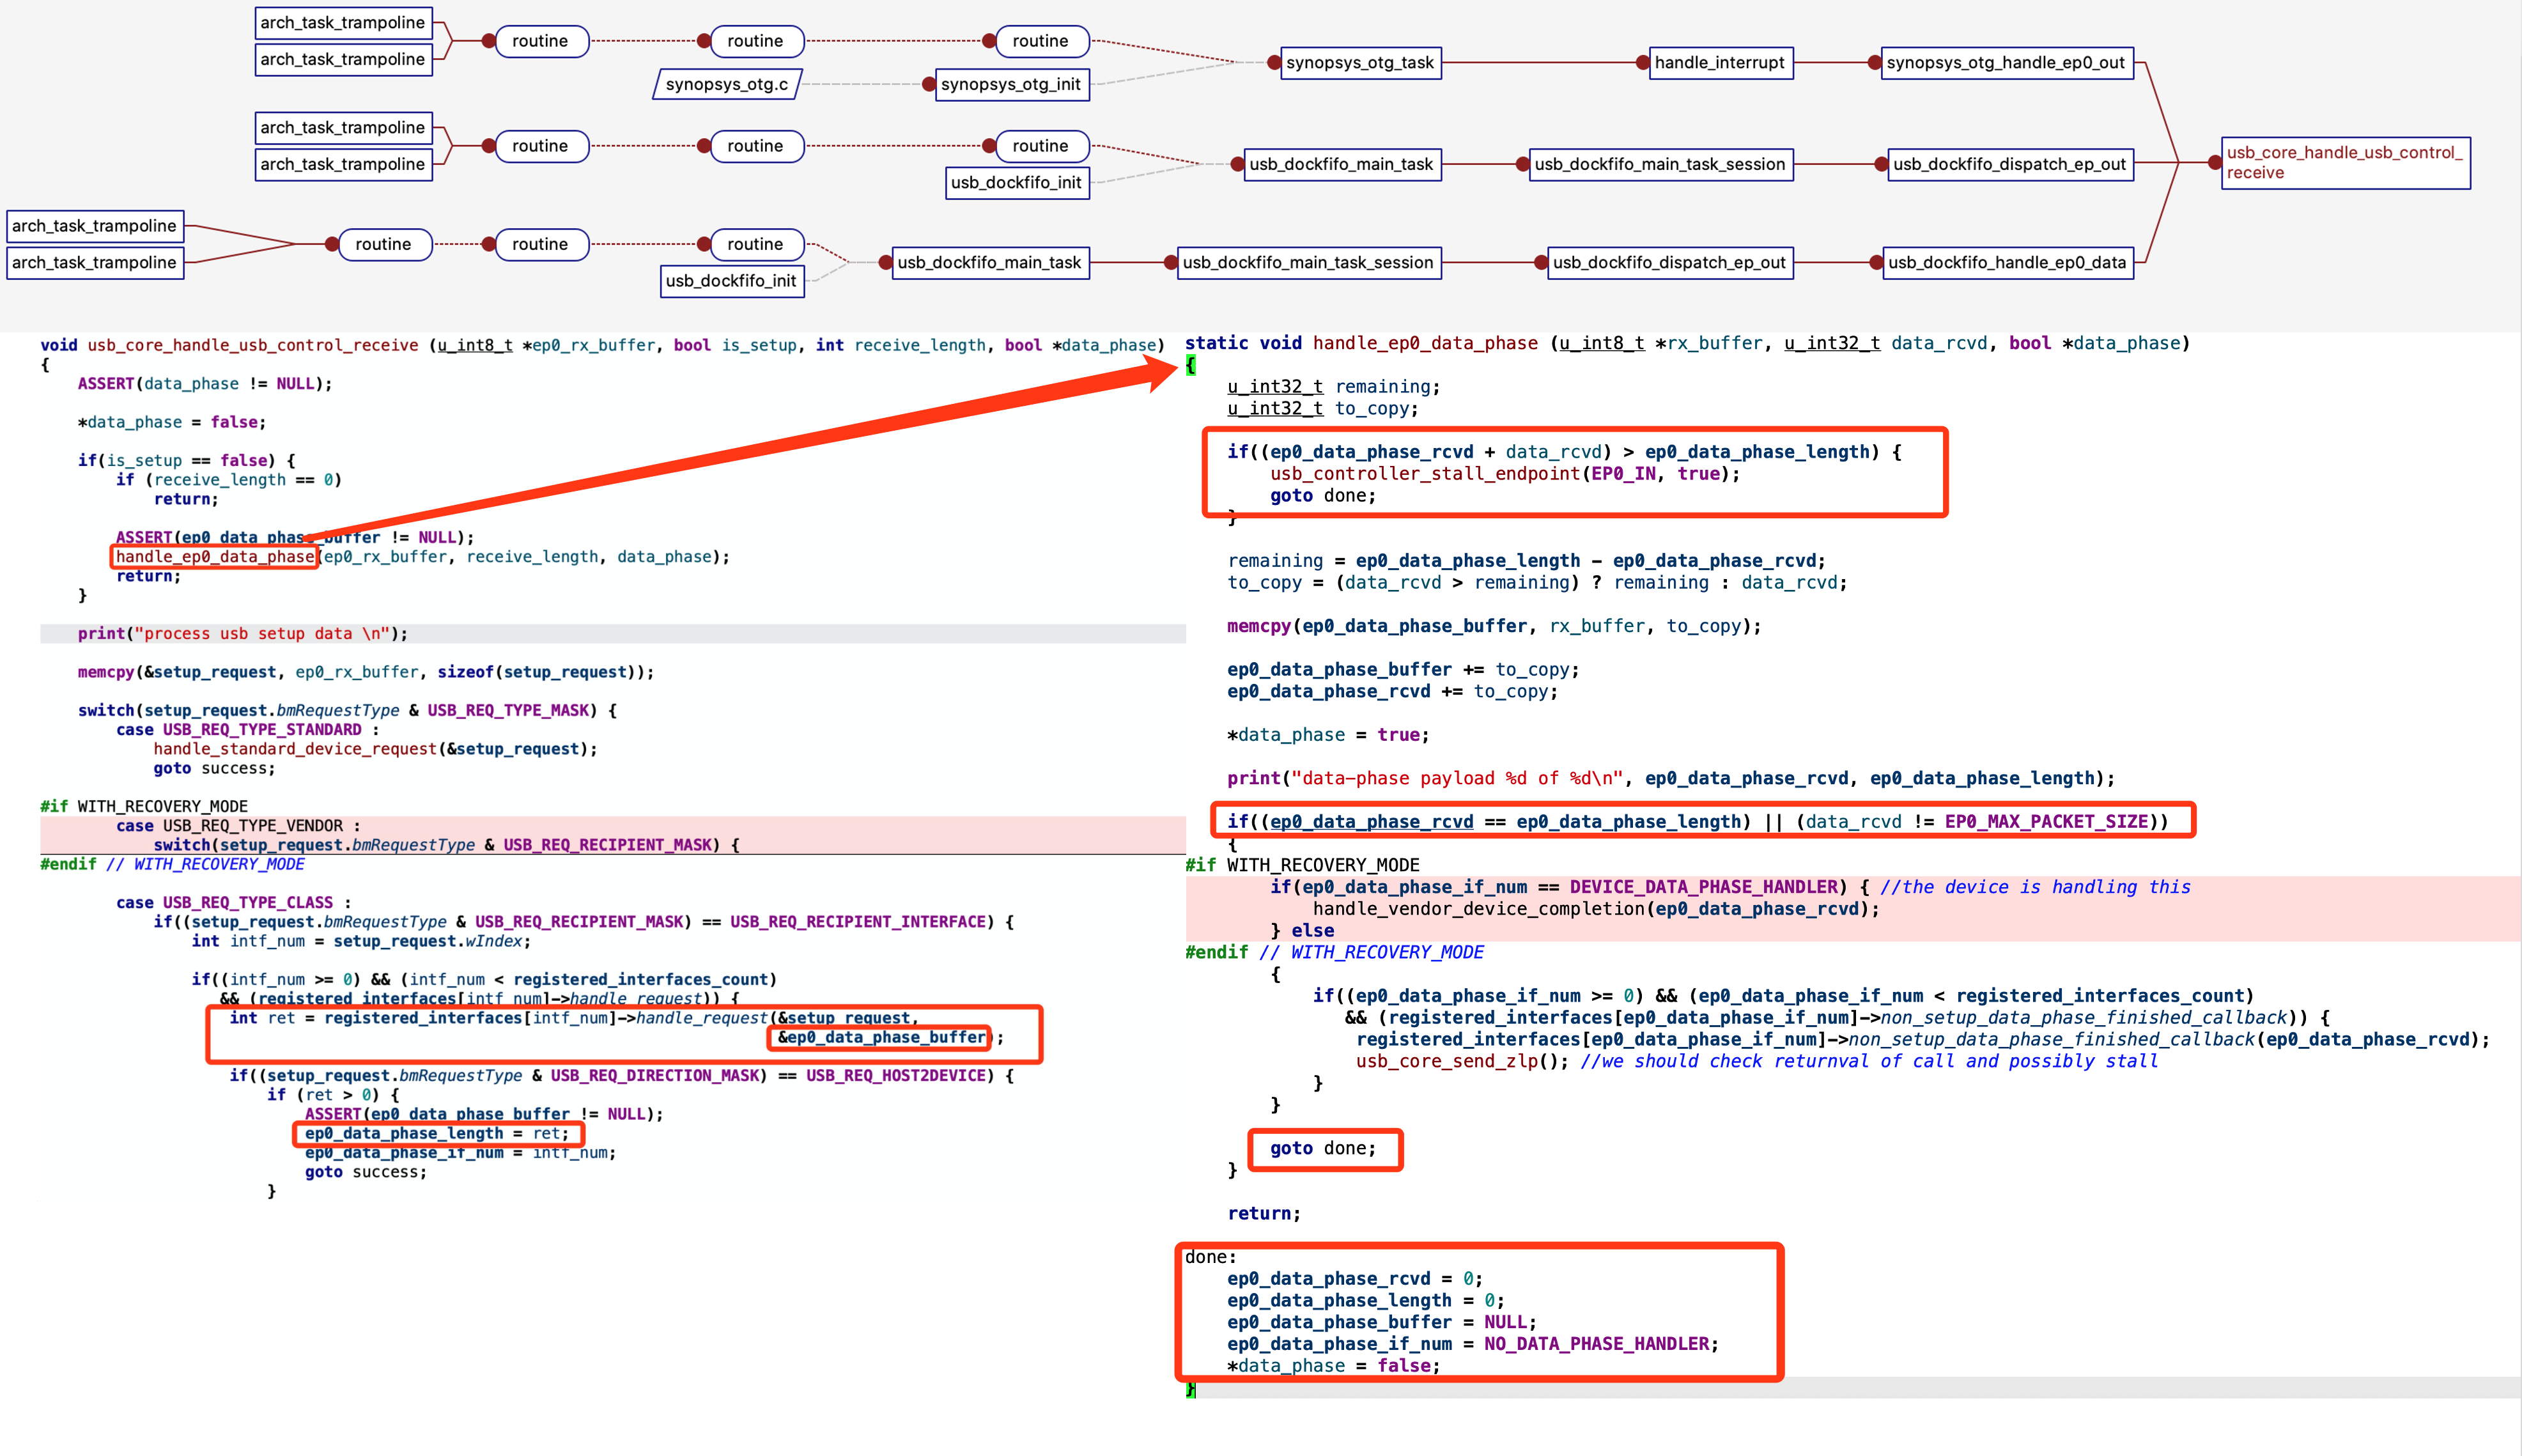 arch_task_trampoline
arch_task_trampoline
routine
routine
routine
synopsys_otg.c
synopsys_otg_init
synopsys_otg_task
handle_interrupt
synopsys_otg_handle_ep0_out
arch_task_trampoline
arch_task_trampoline
routine
routine
routine
usb_dockfifo_init
usb_dockfifo_main_task
usb_dockfifo_main_task_session
usb_dockfifo_dispatch_ep_out
usb_core_handle_usb_control_
receive
arch_task_trampoline
arch_task_trampoline
routine
routine
routine
usb_dockfifo_init
usb_dockfifo_main_task
usb_dockfifo_main_task_session
usb_dockfifo_dispatch_ep_out
usb_dockfifo_handle_ep0_data
void usb_core_handle_usb_control_receive (u_int8_t *ep0_rx_buffer, bool is_setup, int receive_length, bool *data_phase)
{
ASSERT(data_phase != NULL);
*data_phase = false;
if(is_setup == false) {
if (receive_length == 0)
return;
ASSERT(ep0_data_phase_buffer != NULL);
handle_ep0_data_phase(ep0_rx_buffer, receive_length, data_phase);
return;
}
print("process usb setup data \n");
memcpy(&setup_request, ep0_rx_buffer, sizeof(setup_request));
switch(setup_request.bmRequestType & USB_REQ_TYPE_MASK) {
case USB_REQ_TYPE_STANDARD :
handle_standard_device_request(&setup_request);
goto success;
#if WITH_RECOVERY_MODE
case USB_REQ_TYPE_VENDOR :
switch(setup_request.bmRequestType & USB_REQ_RECIPIENT_MASK) {
#endif // WITH_RECOVERY_MODE
case USB_REQ_TYPE_CLASS :
if((setup_request.bmRequestType & USB_REQ_RECIPIENT_MASK) == USB_REQ_RECIPIENT_INTERFACE) {
int intf_num = setup_request.wIndex;
if((intf_num >= 0) && (intf_num < registered_interfaces_count)
&& (registered_interfaces[intf_num]->handle_request)) {
int ret = registered_interfaces[intf_num]->handle_request(&setup_request,
&ep0_data_phase_buffer);
if((setup_request.bmRequestType & USB_REQ_DIRECTION_MASK) == USB_REQ_HOST2DEVICE) {
if (ret > 0) {
ASSERT(ep0_data_phase_buffer != NULL);
ep0_data_phase_length = ret;
ep0_data_phase_if_num = intf_num;
goto success;
}
static void handle_ep0_data_phase (u_int8_t *rx_buffer, u_int32_t data_rcvd, bool *data_phase)
{
u_int32_t remaining;
u_int32_t to_copy;
if((ep0_data_phase_rcvd + data_rcvd) > ep0_data_phase_length) {
usb_controller_stall_endpoint(EP0_IN, true);
goto done;
}
remaining = ep0_data_phase_length - ep0_data_phase_rcvd;
to_copy = (data_rcvd > remaining) ? remaining : data_rcvd;
memcpy(ep0_data_phase_buffer, rx_buffer, to_copy);
ep0_data_phase_buffer += to_copy;
ep0_data_phase_rcvd += to_copy;
*data_phase = true;
print("data-phase payload %d of %d\n", ep0_data_phase_rcvd, ep0_data_phase_length);
if((ep0_data_phase_rcvd == ep0_data_phase_length) || (data_rcvd != EP0_MAX_PACKET_SIZE))
{
#if WITH_RECOVERY_MODE
if(ep0_data_phase_if_num == DEVICE_DATA_PHASE_HANDLER) { //the device is handling this
handle_vendor_device_completion(ep0_data_phase_rcvd);
} else
#endif // WITH_RECOVERY_MODE
{
if((ep0_data_phase_if_num >= 0) && (ep0_data_phase_if_num < registered_interfaces_count)
&& (registered_interfaces[ep0_data_phase_if_num]->non_setup_data_phase_finished_callback)) {
registered_interfaces[ep0_data_phase_if_num]->non_setup_data_phase_finished_callback(ep0_data_phase_rcvd);
usb_core_send_zlp(); //we should check returnval of call and possibly stall
}
}
goto done;
}
return;
done:
ep0_data_phase_rcvd = 0;
ep0_data_phase_length = 0;
ep0_data_phase_buffer = NULL;
ep0_data_phase_if_num = NO_DATA_PHASE_HANDLER;
*data_phase = false;
}